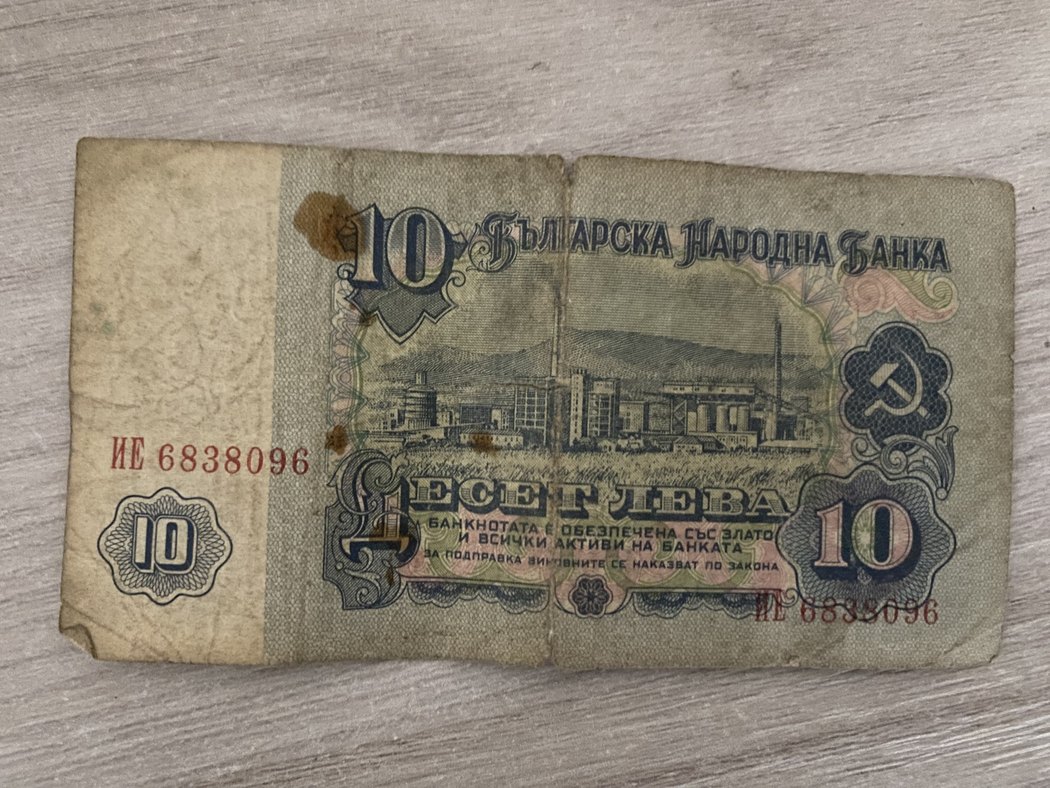 10 Българска Народна Банка
ИЕ 6838096
10
Десет лева
Банкнотата е обезпечена със злато
и всички активи на банката
За подправка виновните се наказват по закона
10
ИЕ 6838096